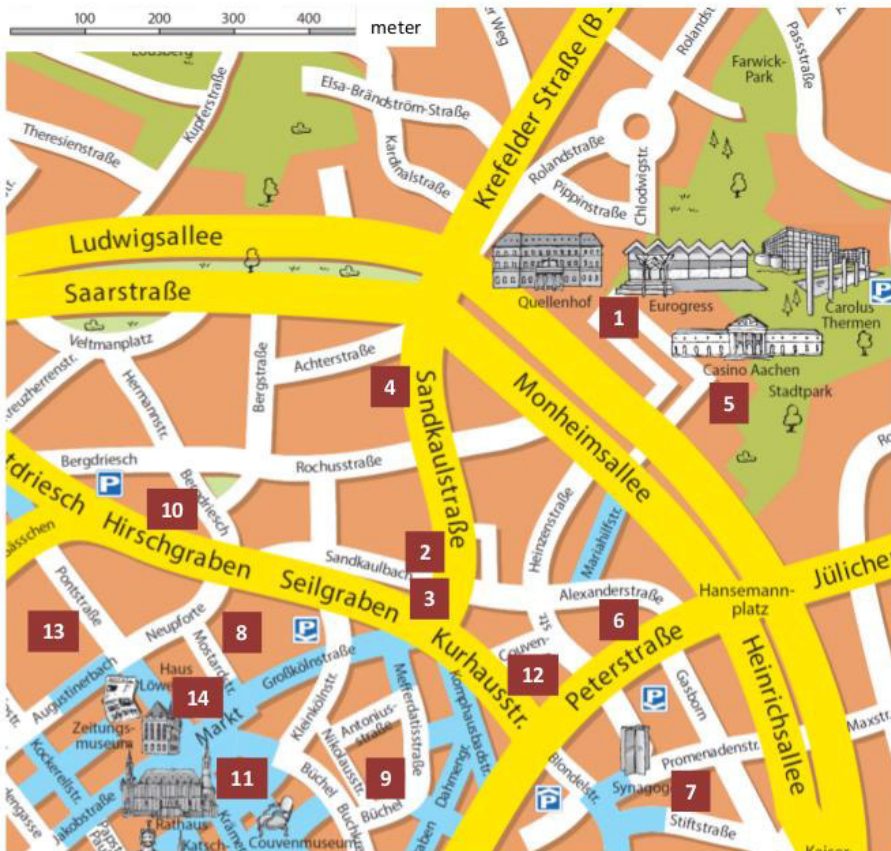 100 200 300 400
meter
Lousberg
Kupferstraße
Theresienstraße
Elsa-Brändström-Straße
Kardinalstraße
Krefelder Straße (B
Rolandstraße
Pippinstraße
Chlodwigstr.
Farwick-
Park
Passstraße
Ludwigsallee
Saarstraße
Quellenhof
Eurogress
Carolus
Thermen
P
1
Veltmanplatz
Achterstraße
Casino Aachen
Stadtpark
4
5
Hermannstr.
Bergstraße
Sandkaulstraße
Monheimsallee
Bergdriesch
Rochusstraße
P
10
Bergdriesch
Hirschgraben
Seilgraben
Heinzenstraße
Mariahilfstr.
2
Sandkaulbach
3
Alexanderstraße
Hansemann-
platz
Jüliche
Pontstraße
13
Neupforte
8
P
6
Kurhausstr.
12
Peterstraße
Heinrichsallee
Mostardstr.
Großkölnstraße
Augustinerbach
Haus
14
Markt
Kleinkölnstr.
Mefferdatisstraße
Komphausbadstr.
Gasborn
P
Zeitungs-
museum
Antonius-
straße
Nikolausstr.
Promenadenstr.
Maxstr.
Kockerellstr.
11
Büchel
9
Dahmengr.
Blondelstr.
P
7
Jakobstraße
Rathaus
Büchel
Stiftstraße
Katsch-
Couvenmuseum